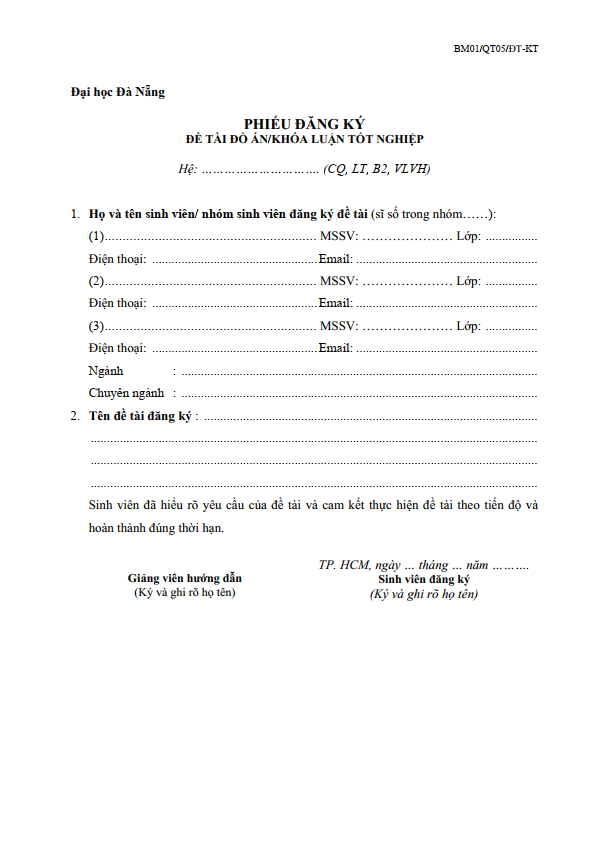 BM01/QT05/ĐT-KT
Đại học Đà Nẵng
PHIẾU ĐĂNG KÝ
ĐỀ TÀI ĐỒ ÁN/KHÓA LUẬN TỐT NGHIỆP
Hệ: ………………………… (CQ, LT, B2, VLVH)
1. Họ và tên sinh viên/ nhóm sinh viên đăng ký đề tài (sĩ số trong nhóm……):
(1)................................................................. MSSV: ………………… Lớp: ................
Điện thoại: ...................................................Email: ........................................................
(2)................................................................. MSSV: ………………… Lớp: ................
Điện thoại: ...................................................Email: ........................................................
(3)................................................................. MSSV: ………………… Lớp: ................
Điện thoại: ...................................................Email: ........................................................
Ngành : ..............................................................................................................
Chuyên ngành : ..............................................................................................................
2. Tên đề tài đăng ký : .......................................................................................................
..........................................................................................................................................
..........................................................................................................................................
..........................................................................................................................................
Sinh viên đã hiểu rõ yêu cầu của đề tài và cam kết thực hiện đề tài theo tiến độ và
hoàn thành đúng thời hạn.
TP. HCM, ngày … tháng … năm ……….
Giảng viên hướng dẫn Sinh viên đăng ký
(Ký và ghi rõ họ tên) (Ký và ghi rõ họ tên)